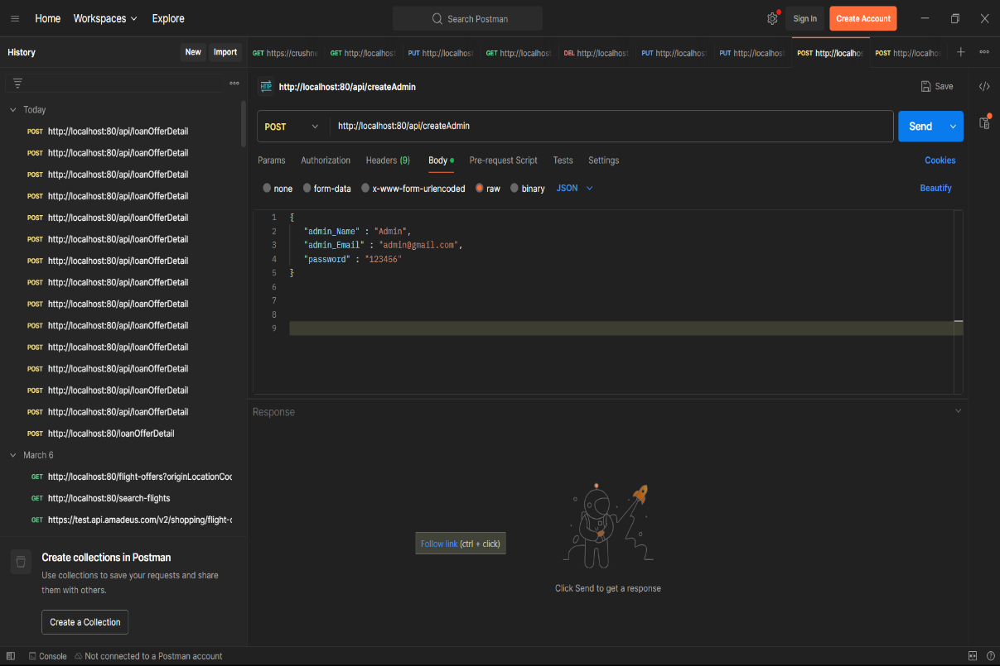 Home Workspaces Explore
Search Postman
Sign In Create Account
History New Import
GET https://crushne GET http://localhost PUT http://localhost GET http://localhost DEL http://localhost PUT http://localhost PUT http://localhost POST http://localhos POST http://localhos
Today
POST http://localhost:80/api/loanOfferDetail
POST http://localhost:80/api/loanOfferDetail
POST http://localhost:80/api/loanOfferDetail
POST http://localhost:80/api/loanOfferDetail
POST http://localhost:80/api/loanOfferDetail
POST http://localhost:80/api/loanOfferDetail
POST http://localhost:80/api/loanOfferDetail
POST http://localhost:80/api/loanOfferDetail
POST http://localhost:80/api/loanOfferDetail
POST http://localhost:80/api/loanOfferDetail
POST http://localhost:80/api/loanOfferDetail
POST http://localhost:80/api/loanOfferDetail
POST http://localhost:80/api/loanOfferDetail
POST http://localhost:80/api/loanOfferDetail
POST http://localhost:80/loanOfferDetail
March 6
GET http://localhost:80/flight-offers?originLocationCod
GET http://localhost:80/search-flights
GET https://test.api.amadeus.com/v2/shopping/flight-o
Create collections in Postman
Use collections to save your requests and share
them with others.
Create a Collection
HTTP http://localhost:80/api/createAdmin
Save
POST http://localhost:80/api/createAdmin
Send
Params Authorization Headers (9) Body Pre-request Script Tests Settings
Cookies
none form-data x-www-form-urlencoded raw binary JSON
Beautify
1 {
2 "admin_Name" : "Admin",
3 "admin_Email" : "admin@gmail.com",
4 "password" : "123456"
5 }
6
7
8
9
Response
Follow link (ctrl + click)
Click Send to get a response
Console Not connected to a Postman account